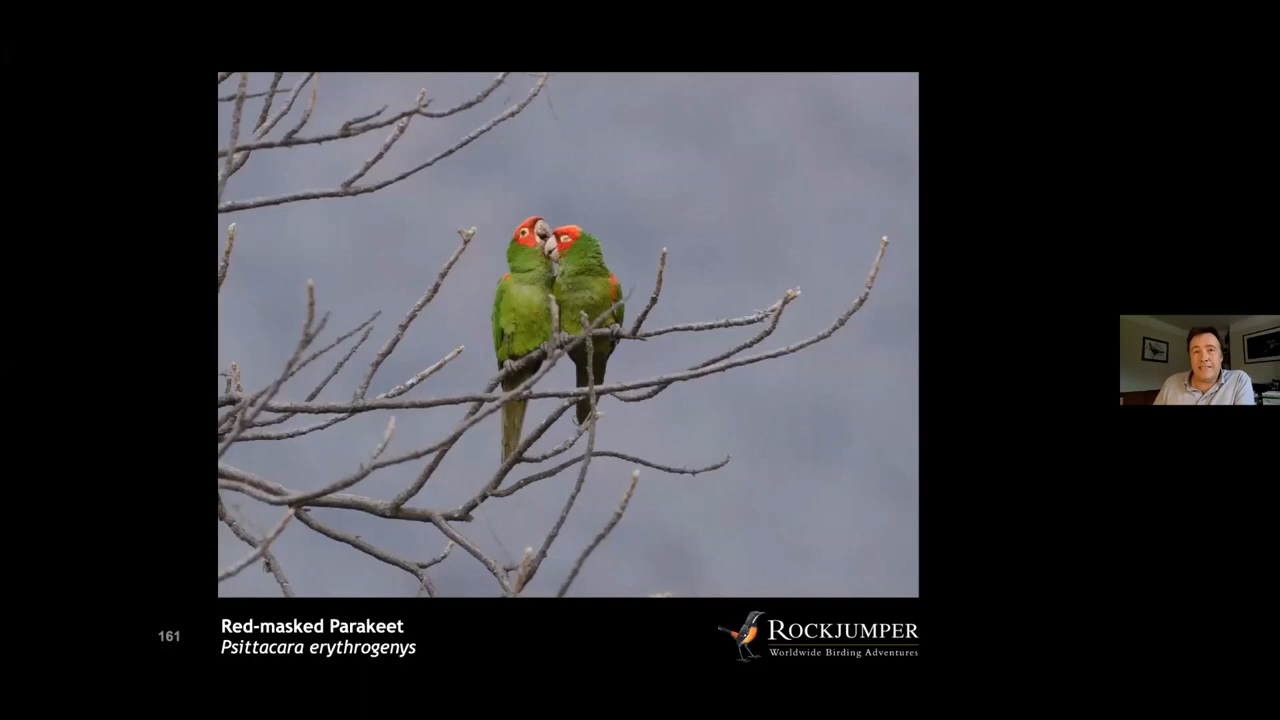 161
Red-masked Parakeet
Psittacara erythrogenys
ROCKJUMPER
Worldwide Birding Adventures